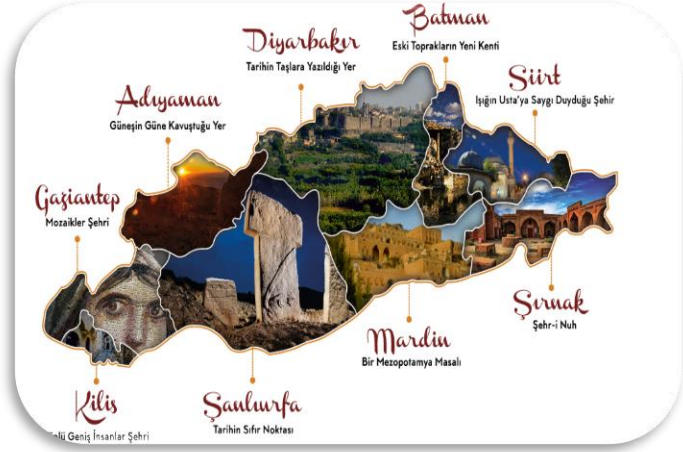 Batman
Eski Toprakların Yeni Kenti
Diyarbakır
Tarihin Taşlara Yazıldığı Yer
Siirt
Işığın Usta'ya Saygı Duyduğu Şehir
Adıyaman
Güneşin Güne Kavuştuğu Yer
Gaziantep
Mozaikler Şehri
Şırnak
Şehr-i Nuh
Mardin
Bir Mezopotamya Masalı
Kilis
Geniş İnsanlar Şehri
Şanlıurfa
Tarihin Sıfır Noktası